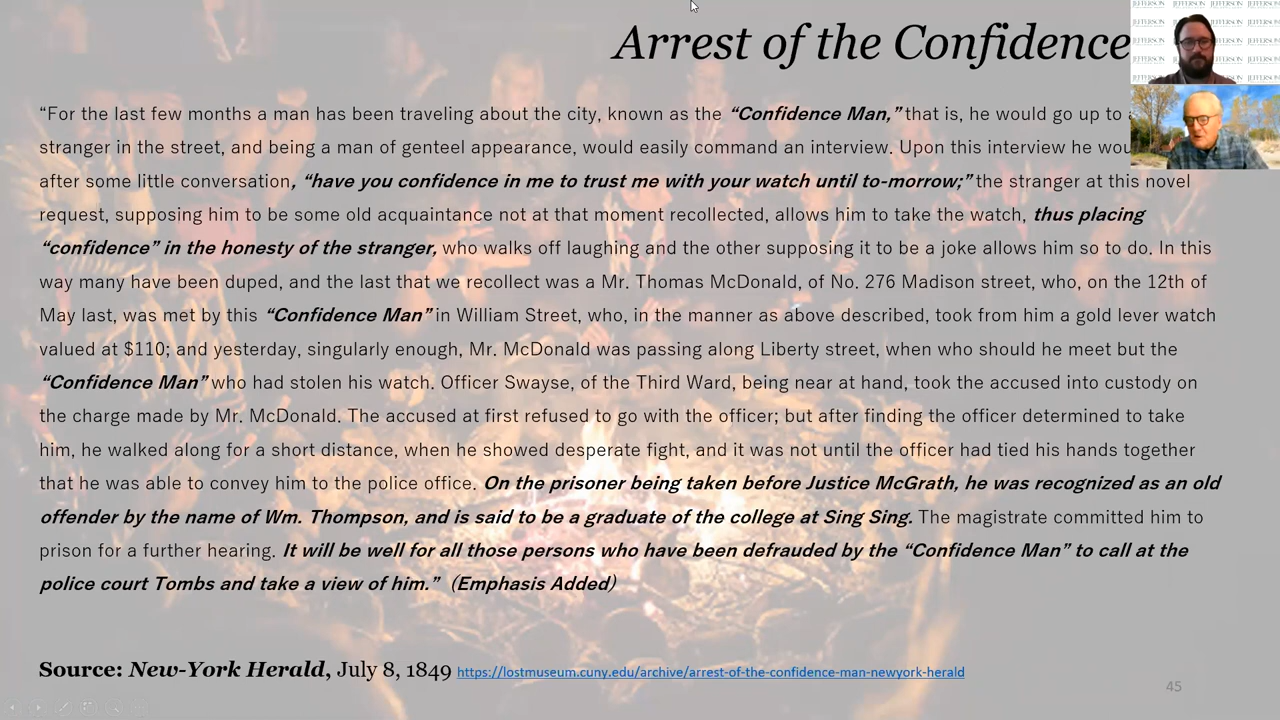 Arrest of the Confidence
JEFFERSON JEFFERSON JEFFERSON
“For the last few months a man has been traveling about the city, known as the “Confidence Man,” that is, he would go up to
stranger in the street, and being a man of genteel appearance, would easily command an interview. Upon this interview he wou
after some little conversation, “have you confidence in me to trust me with your watch until to-morrow;” the stranger at this novel
request, supposing him to be some old acquaintance not at that moment recollected, allows him to take the watch, thus placing
“confidence” in the honesty of the stranger, who walks off laughing and the other supposing it to be a joke allows him so to do. In this
way many have been duped, and the last that we recollect was a Mr. Thomas McDonald, of No. 276 Madison street, who, on the 12th of
May last, was met by this “Confidence Man” in William Street, who, in the manner as above described, took from him a gold lever watch
valued at $110; and yesterday, singularly enough, Mr. McDonald was passing along Liberty street, when who should he meet but the
“Confidence Man” who had stolen his watch. Officer Swayse, of the Third Ward, being near at hand, took the accused into custody on
the charge made by Mr. McDonald. The accused at first refused to go with the officer; but after finding the officer determined to take
him, he walked along for a short distance, when he showed desperate fight, and it was not until the officer had tied his hands together
that he was able to convey him to the police office. On the prisoner being taken before Justice McGrath, he was recognized as an old
offender by the name of Wm. Thompson, and is said to be a graduate of the college at Sing Sing. The magistrate committed him to
prison for a further hearing. It will be well for all those persons who have been defrauded by the “Confidence Man” to call at the
police court Tombs and take a view of him.” (Emphasis Added)
Source: New-York Herald, July 8, 1849 https://lostmuseum.cuny.edu/archive/arrest-of-the-confidence-man-newyork-herald
45